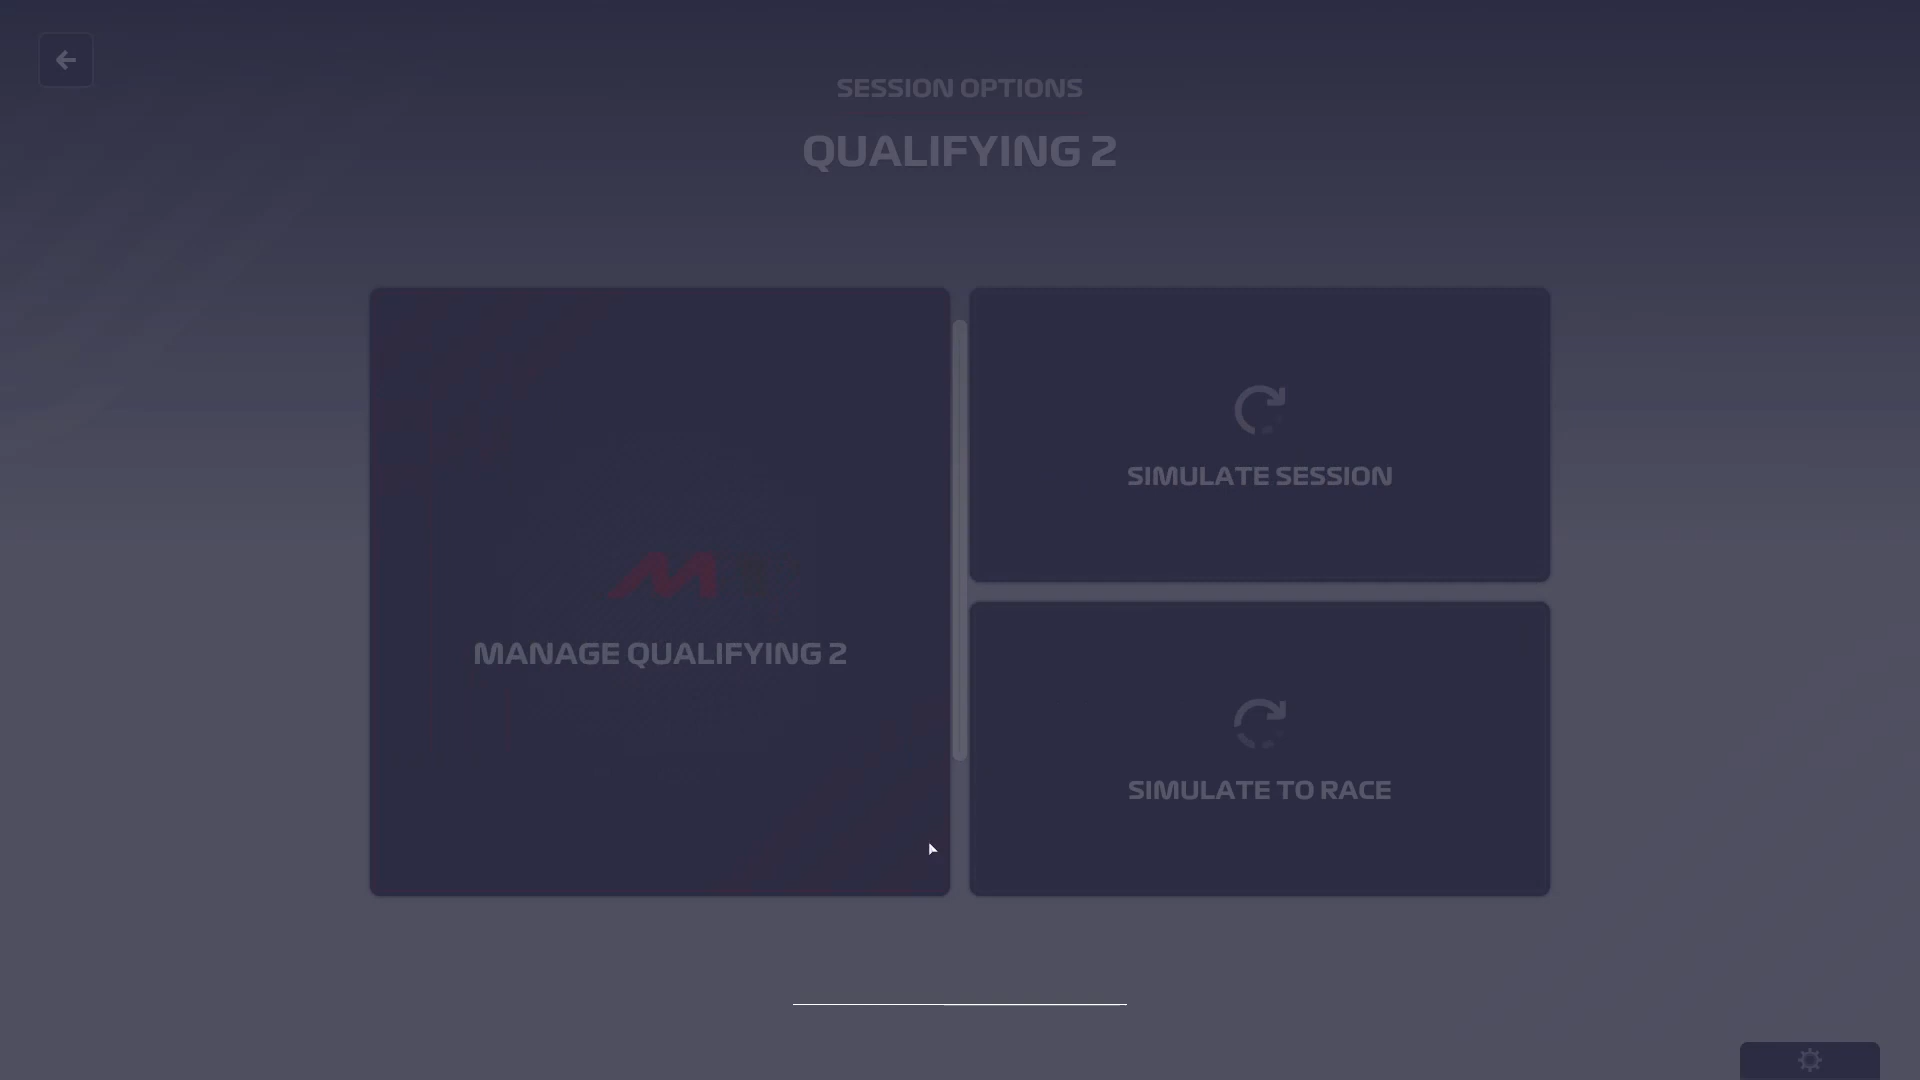 SESSION OPTIONS
QUALIFYING 2
MANAGE QUALIFYING 2
SIMULATE SESSION
SIMULATE TO RACE